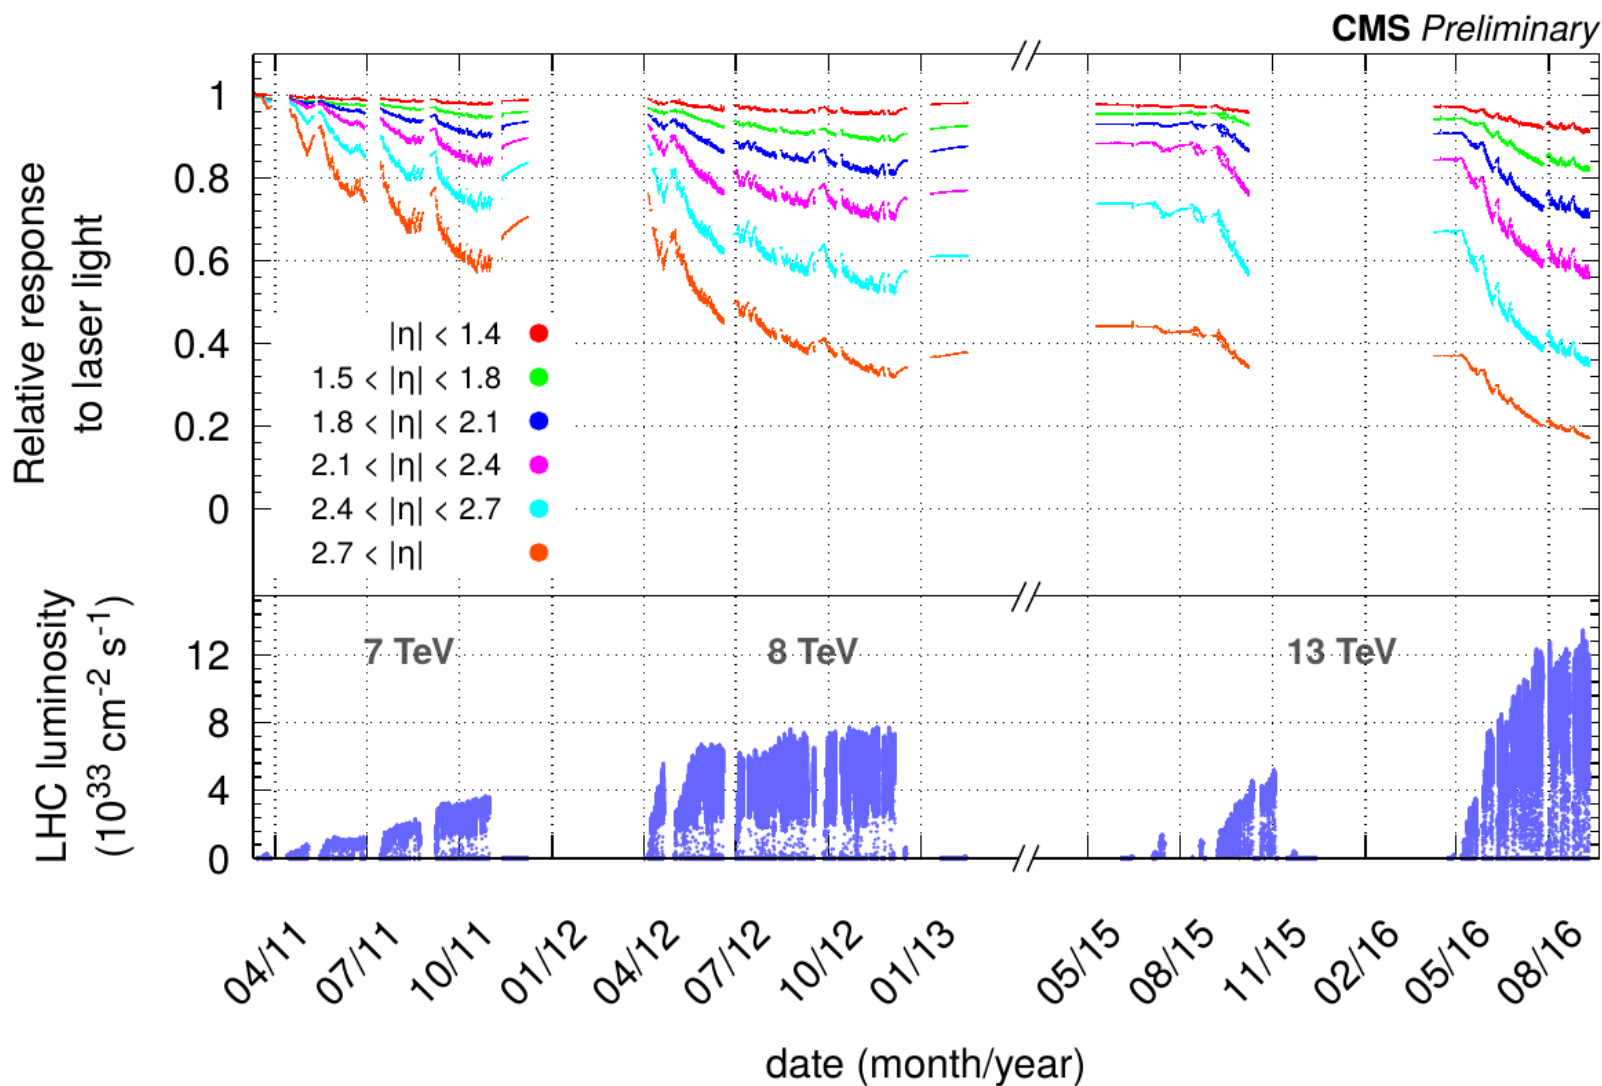 CMS Preliminary
Relative response
to laser light
1
0.8
0.6
0.4
0.2
0
|η| < 1.4
1.5 < |η| < 1.8
1.8 < |η| < 2.1
2.1 < |η| < 2.4
2.4 < |η| < 2.7
2.7 < |η|
LHC luminosity
(10³³ cm⁻² s⁻¹)
12
8
4
0
7 TeV
8 TeV
13 TeV
04/11
07/11
10/11
01/12
04/12
07/12
10/12
01/13
05/15
08/15
11/15
02/16
05/16
08/16
date (month/year)